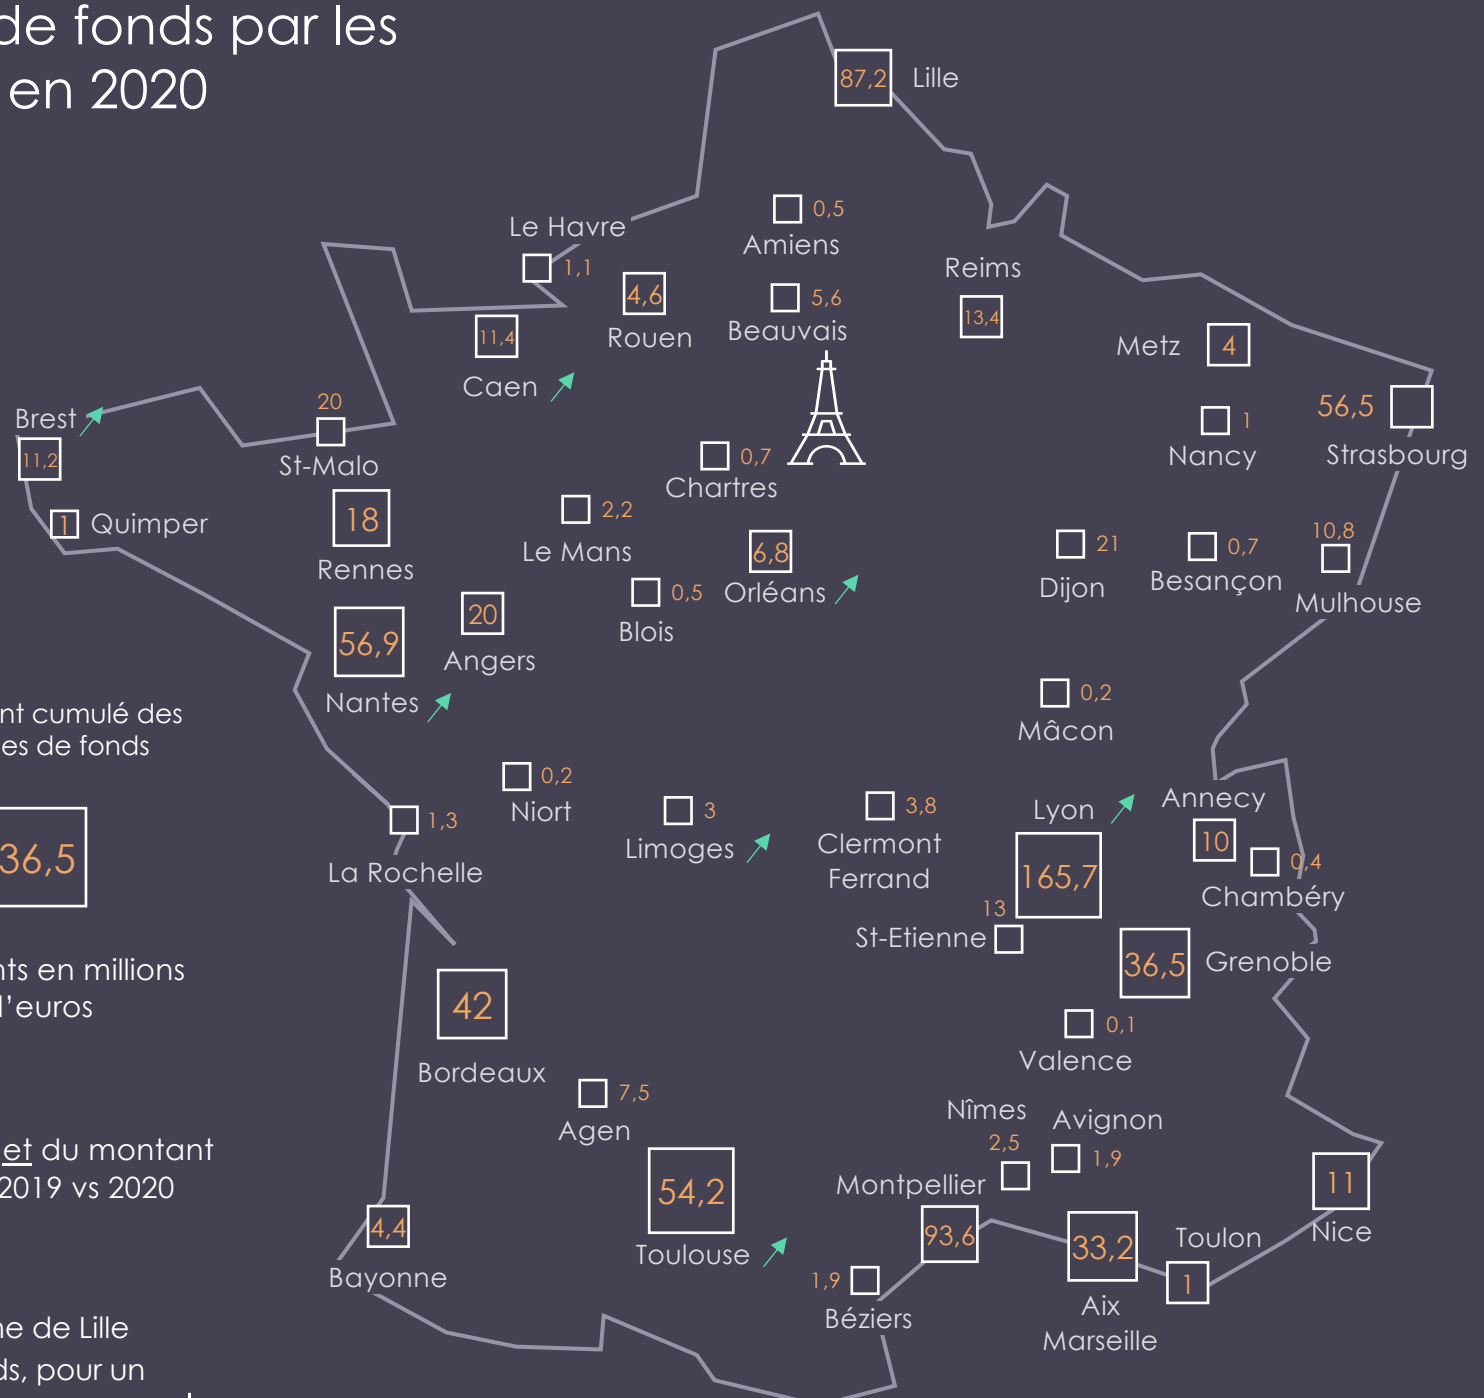 de fonds par les
en 2020
87,2 Lille
0,5
Amiens
Le Havre
1,1
4,6
Rouen
5,6
Beauvais
Reims
13,4
11,4
Caen
Metz 4
Brest
11,2
20
St-Malo
56,5
Strasbourg
1
Nancy
0,7
Chartres
1 Quimper
18
Rennes
2,2
Le Mans
6,8
Orléans
21
Dijon
0,7
Besançon
10,8
Mulhouse
0,5
Blois
56,9
Nantes
20
Angers
0,2
Mâcon
nt cumulé des
es de fonds
0,2
Niort
1,3
La Rochelle
3
Limoges
3,8
Clermont
Ferrand
Lyon
165,7
Annecy
10
0,4
Chambéry
36,5
13
St-Etienne
36,5 Grenoble
nts en millions
l'euros
42
Bordeaux
0,1
Valence
7,5
Agen
Nîmes
2,5
Avignon
1,9
et du montant
2019 vs 2020
54,2
Toulouse
Montpellier
93,6
11
Nice
4,4
Bayonne
33,2
Aix
Marseille
Toulon
1
1,9
Béziers
ne de Lille
ds, pour un